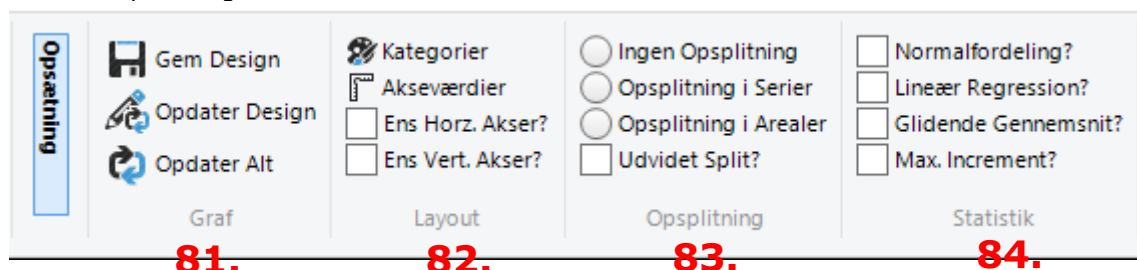 Opsætning
Gem Design
Opdater Design
Opdater Alt
Graf
81.
Kategorier
Akseværdier
Ens Horz. Akser?
Ens Vert. Akser?
Layout
82.
Ingen Opsplitning
Opsplitning i Serier
Opsplitning i Arealer
Udvidet Split?
Opsplitning
83.
Normalfordeling?
Lineær Regression?
Glidende Gennemsnit?
Max. Increment?
Statistik
84.